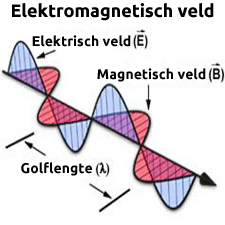 Elektromagnetisch veld
Elektrisch veld (E⃗)
Magnetisch veld (B⃗)
Golflengte (λ)